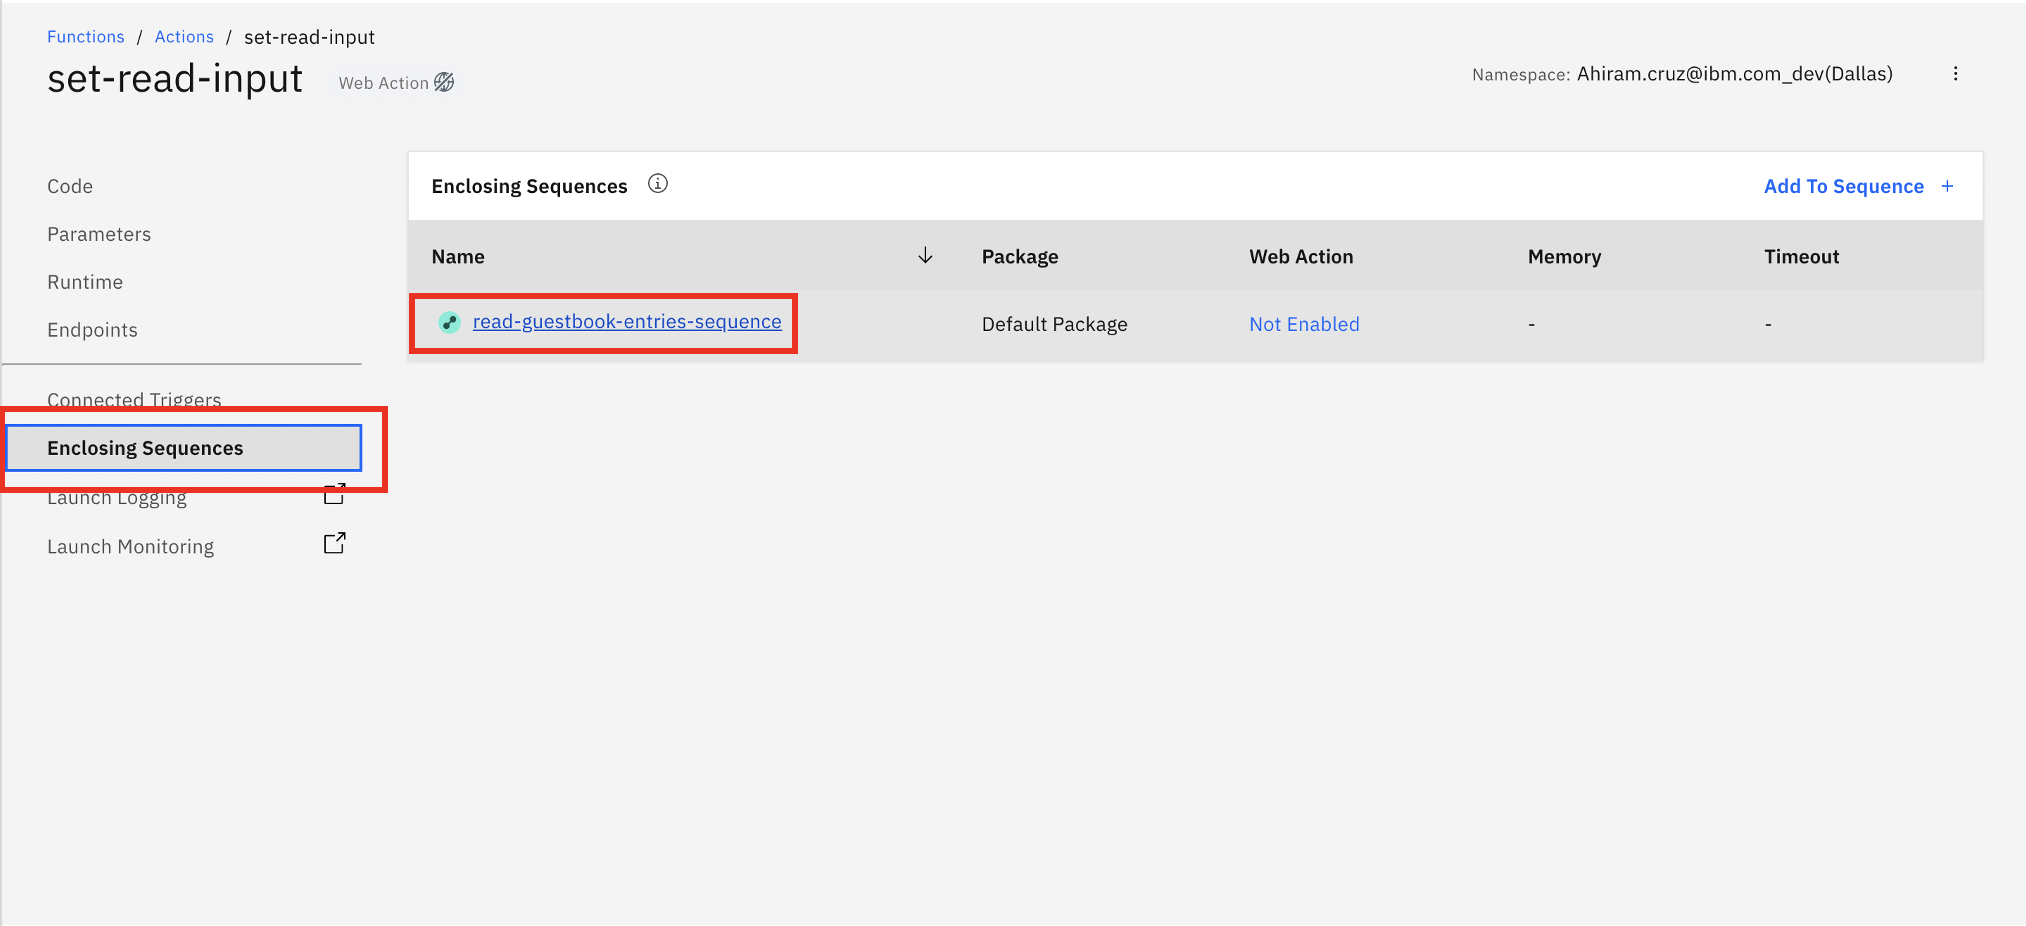 Functions / Actions / set-read-input
set-read-input Web Action
Namespace: Ahiram.cruz@ibm.com_dev(Dallas)
Code
Parameters
Runtime
Endpoints
Connected Triggers
Enclosing Sequences
Launch Logging
Launch Monitoring
Enclosing Sequences
Add To Sequence +
Name Package Web Action Memory Timeout
read-guestbook-entries-sequence Default Package Not Enabled - -